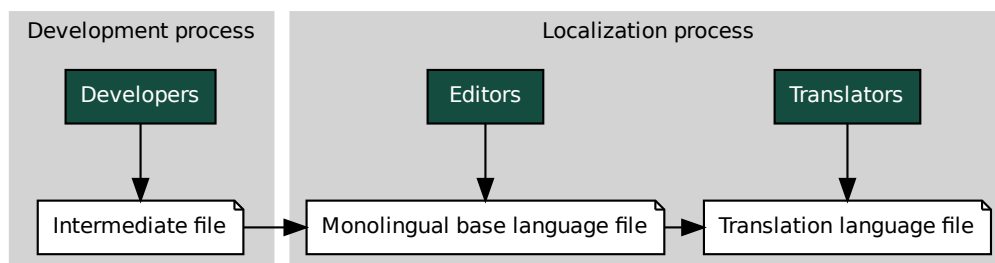 Development process
Localization process
Developers
Editors
Translators
Intermediate file
Monolingual base language file
Translation language file